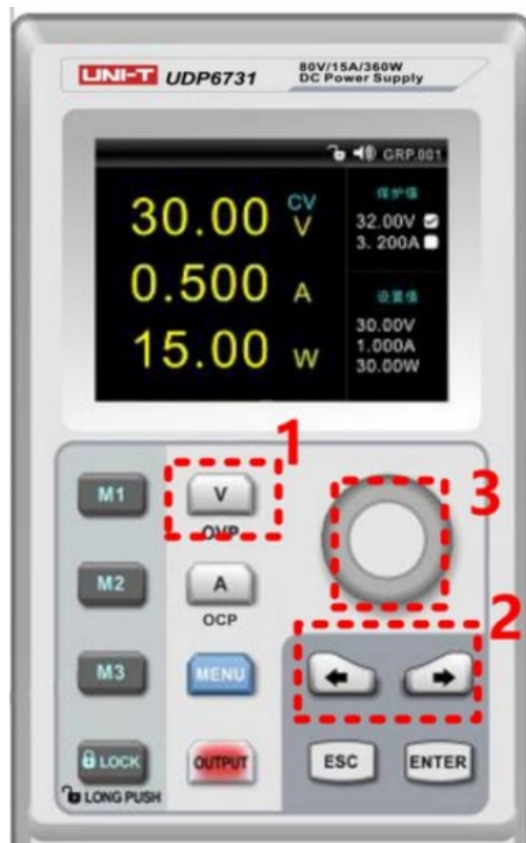 UNI-T UDP6731
80V/15A/360W
DC Power Supply
GRP.001
30.00 CV
V
0.500 A
15.00 W
保护值
32.00V
3. 200A
设置值
30.00V
1.000A
30.00W
1
M1
V
OVP
3
M2
A
OCP
2
M3
MENU
LOCK
OUTPUT
ESC
ENTER
LONG PUSH